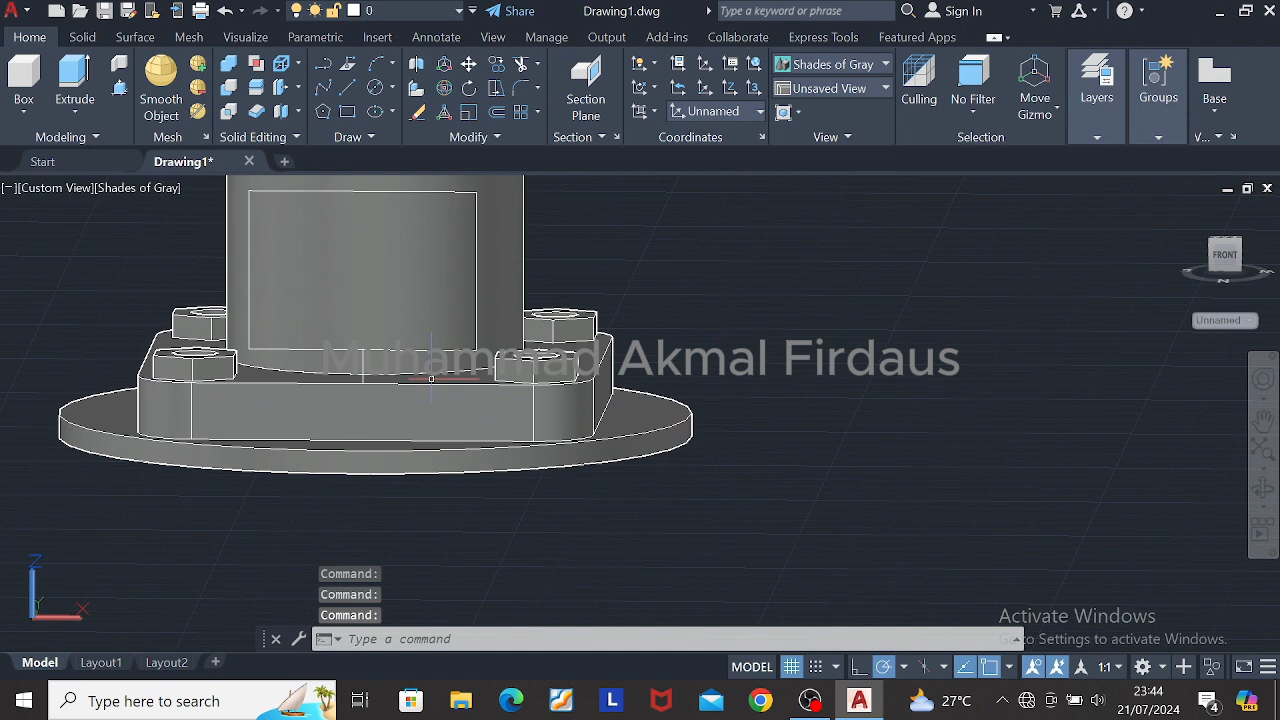 Share
Drawing1.dwg
Type a keyword or phrase
Sign In
0
Home
Solid
Surface
Mesh
Visualize
Parametric
Insert
Annotate
View
Manage
Output
Add-ins
Collaborate
Express Tools
Featured Apps
Box
Extrude
Smooth
Object
Section
Plane
Unnamed
Shades of Gray
Unsaved View
Culling
No Filter
Move
Gizmo
Layers
Groups
Base
Modeling
Mesh
Solid Editing
Draw
Modify
Section
Coordinates
View
Selection
V...
Start
Drawing1*
[−][Custom View][Shades of Gray]
FRONT
Unnamed
Muhammad Akmal Firdaus
Z
Y
X
Command:
Command:
Command:
Type a command
Activate Windows
Go to Settings to activate Windows.
Model
Layout1
Layout2
MODEL
1:1
Type here to search
L
A
27°C
23:44
21/07/2024
4